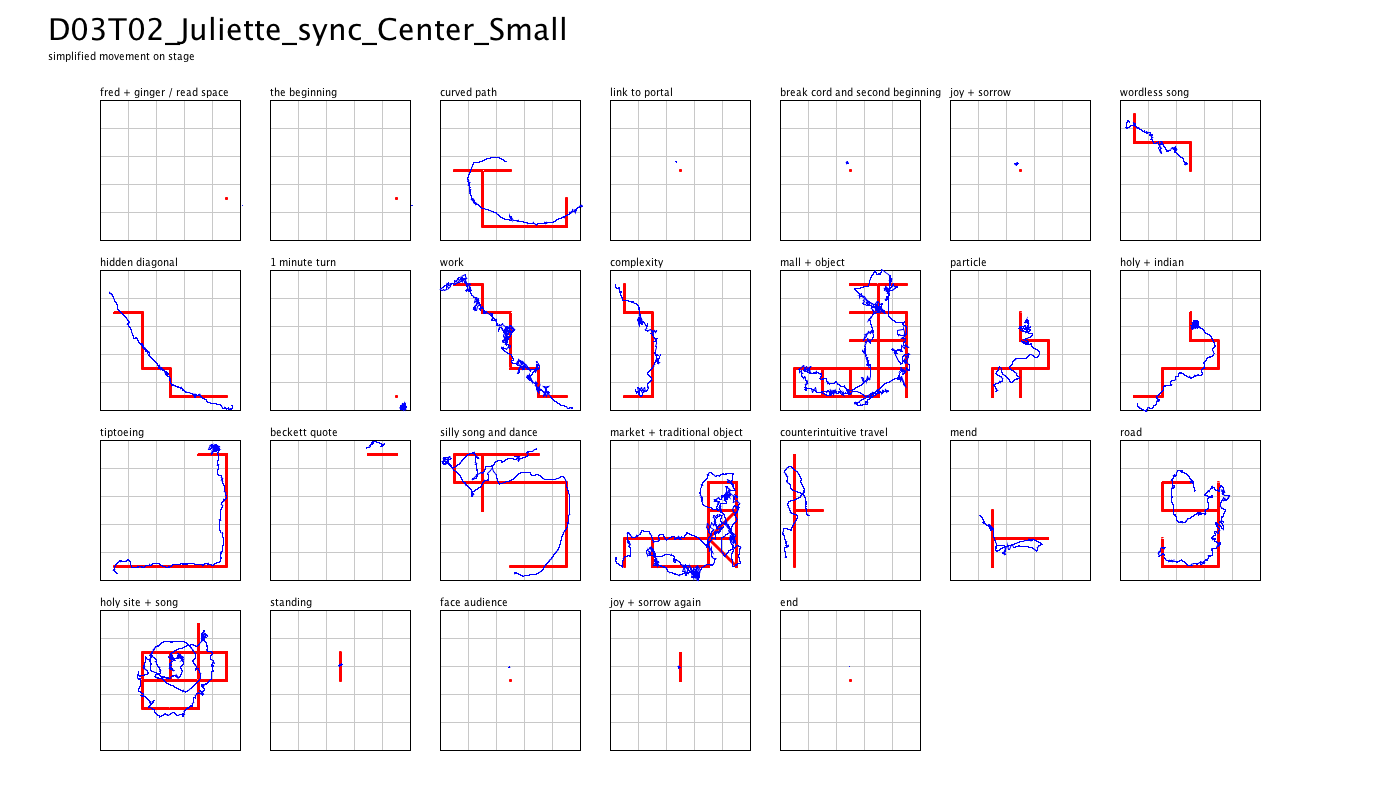 D03T02_Juliette_sync_Center_Small
simplified movement on stage
fred + ginger / read space
the beginning
curved path
link to portal
break cord and second beginning
joy + sorrow
wordless song
hidden diagonal
1 minute turn
work
complexity
mall + object
particle
holy + indian
tiptoeing
beckett quote
silly song and dance
market + traditional object
counterintuitive travel
mend
road
holy site + song
standing
face audience
joy + sorrow again
end